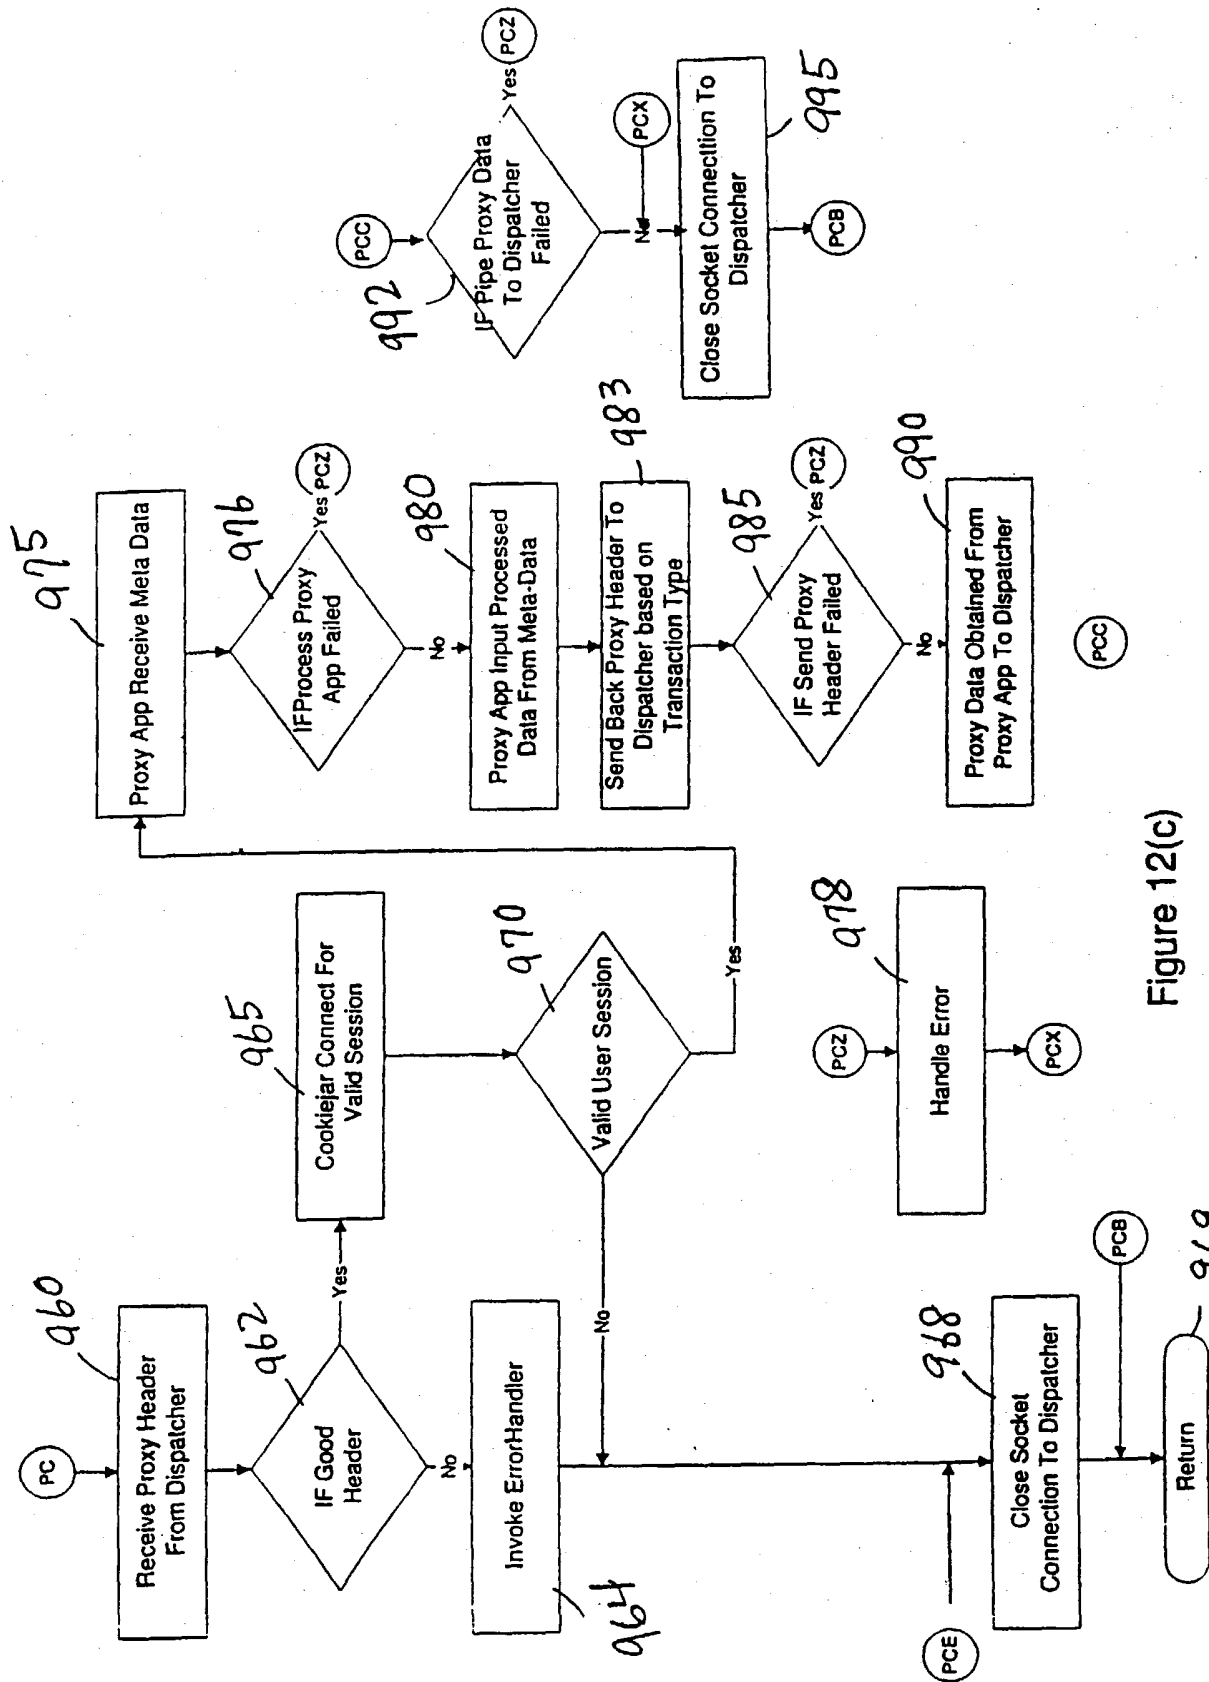 PC
960
Receive Proxy Header
From Dispatcher
962
IF Good
Header
Yes
No
Invoke ErrorHandler
964
965
Cookiejar Connect For
Valid Session
970
Valid User Session
No
Yes
PCE
968
Close Socket
Connection To Dispatcher
PCB
Return
975
Proxy App Receive Meta Data
976
IFProcess Proxy
App Failed
Yes
PCZ
No
980
Proxy App Input Processed
Data From Meta-Data
983
Send Back Proxy Header To
Dispatcher based on
Transaction Type
985
IF Send Proxy
Header Failed
Yes
PCZ
No
990
Proxy Data Obtained From
Proxy App To Dispatcher
PCC
PCZ
978
Handle Error
PCX
PCC
992
IF Pipe Proxy Data
To Dispatcher
Failed
Yes
PCZ
No
PCX
Close Socket Connecttion To
Dispatcher
995
PCB
Figure 12(c)